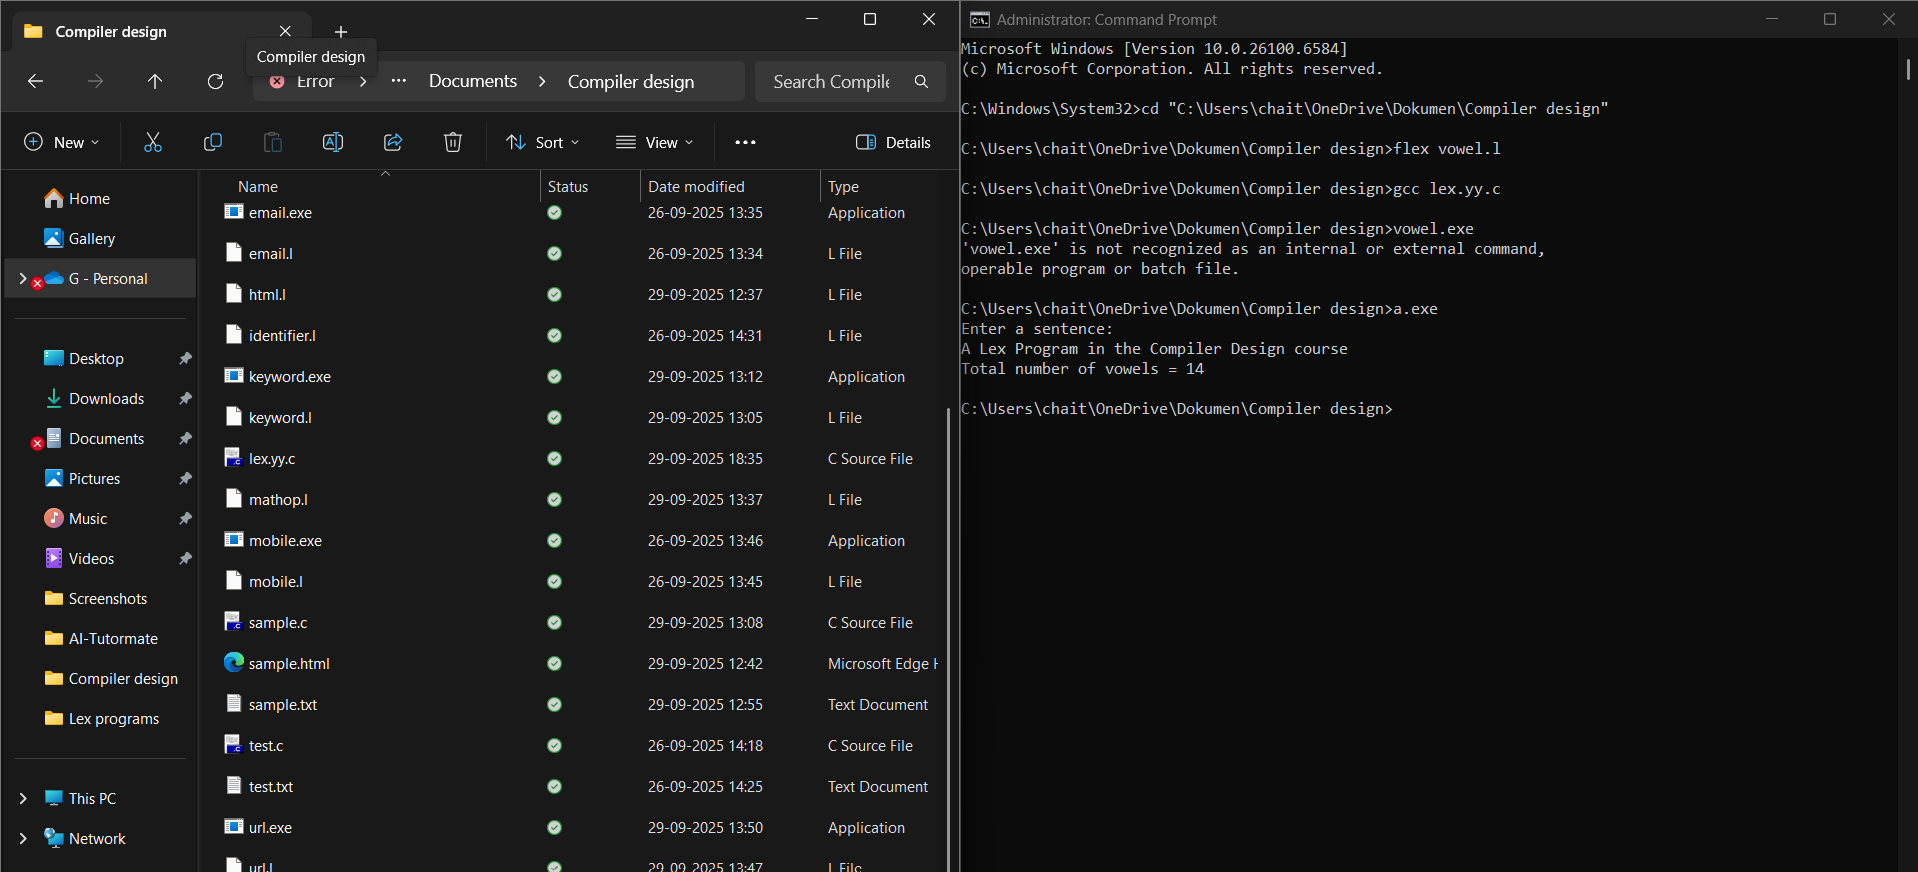 Compiler design
Compiler design
Error > ... Documents > Compiler design
Search Compile
New
Sort
View
Details
Home
Gallery
G - Personal
Desktop
Downloads
Documents
Pictures
Music
Videos
Screenshots
AI-Tutormate
Compiler design
Lex programs
This PC
Network
Name Status Date modified Type
email.exe 26-09-2025 13:35 Application
email.l 26-09-2025 13:34 L File
html.l 29-09-2025 12:37 L File
identifier.l 26-09-2025 14:31 L File
keyword.exe 29-09-2025 13:12 Application
keyword.l 29-09-2025 13:05 L File
lex.yy.c 29-09-2025 18:35 C Source File
mathop.l 29-09-2025 13:37 L File
mobile.exe 26-09-2025 13:46 Application
mobile.l 26-09-2025 13:45 L File
sample.c 29-09-2025 13:08 C Source File
sample.html 29-09-2025 12:42 Microsoft Edge H
sample.txt 29-09-2025 12:55 Text Document
test.c 26-09-2025 14:18 C Source File
test.txt 26-09-2025 14:25 Text Document
url.exe 29-09-2025 13:50 Application
url.l 29-09-2025 13:47 L File
Administrator: Command Prompt
Microsoft Windows [Version 10.0.26100.6584]
(c) Microsoft Corporation. All rights reserved.
C:\Windows\System32>cd "C:\Users\chait\OneDrive\Dokumen\Compiler design"
C:\Users\chait\OneDrive\Dokumen\Compiler design>flex vowel.l
C:\Users\chait\OneDrive\Dokumen\Compiler design>gcc lex.yy.c
C:\Users\chait\OneDrive\Dokumen\Compiler design>vowel.exe
'vowel.exe' is not recognized as an internal or external command,
operable program or batch file.
C:\Users\chait\OneDrive\Dokumen\Compiler design>a.exe
Enter a sentence:
A Lex Program in the Compiler Design course
Total number of vowels = 14
C:\Users\chait\OneDrive\Dokumen\Compiler design>